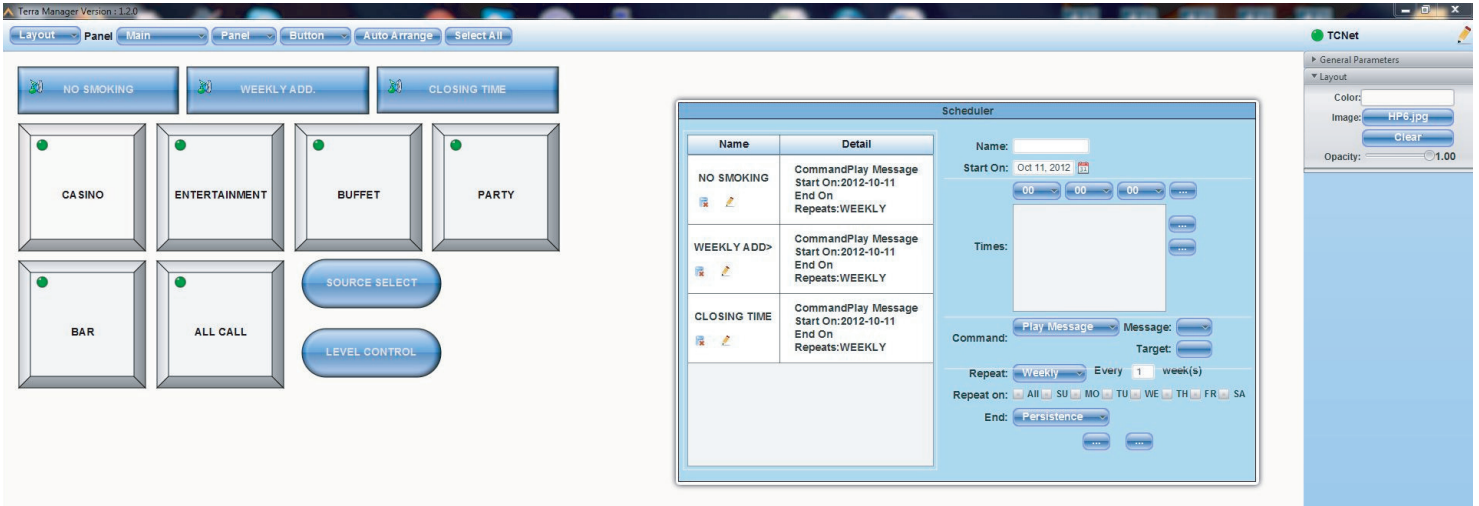 Terra Manager Version : 1.2.0
Layout Panel Main Panel Button Auto Arrange Select All
TCNet
General Parameters
Layout
Color:
Image: HP6.jpg
Clear
Opacity: 1.00
NO SMOKING WEEKLY ADD. CLOSING TIME
CASINO ENTERTAINMENT BUFFET PARTY
BAR ALL CALL
SOURCE SELECT
LEVEL CONTROL
Scheduler
Name Detail
NO SMOKING
CommandPlay Message
Start On:2012-10-11
End On
Repeats:WEEKLY
WEEKLY ADD>
CommandPlay Message
Start On:2012-10-11
End On
Repeats:WEEKLY
CLOSING TIME
CommandPlay Message
Start On:2012-10-11
End On
Repeats:WEEKLY
Name:
Start On: Oct 11, 2012
00 00 00 ...
Times:
...
...
Command: Play Message Message:
Target:
Repeat: Weekly Every 1 week(s)
Repeat on: All SU MO TU WE TH FR SA
End: Persistence
... ...